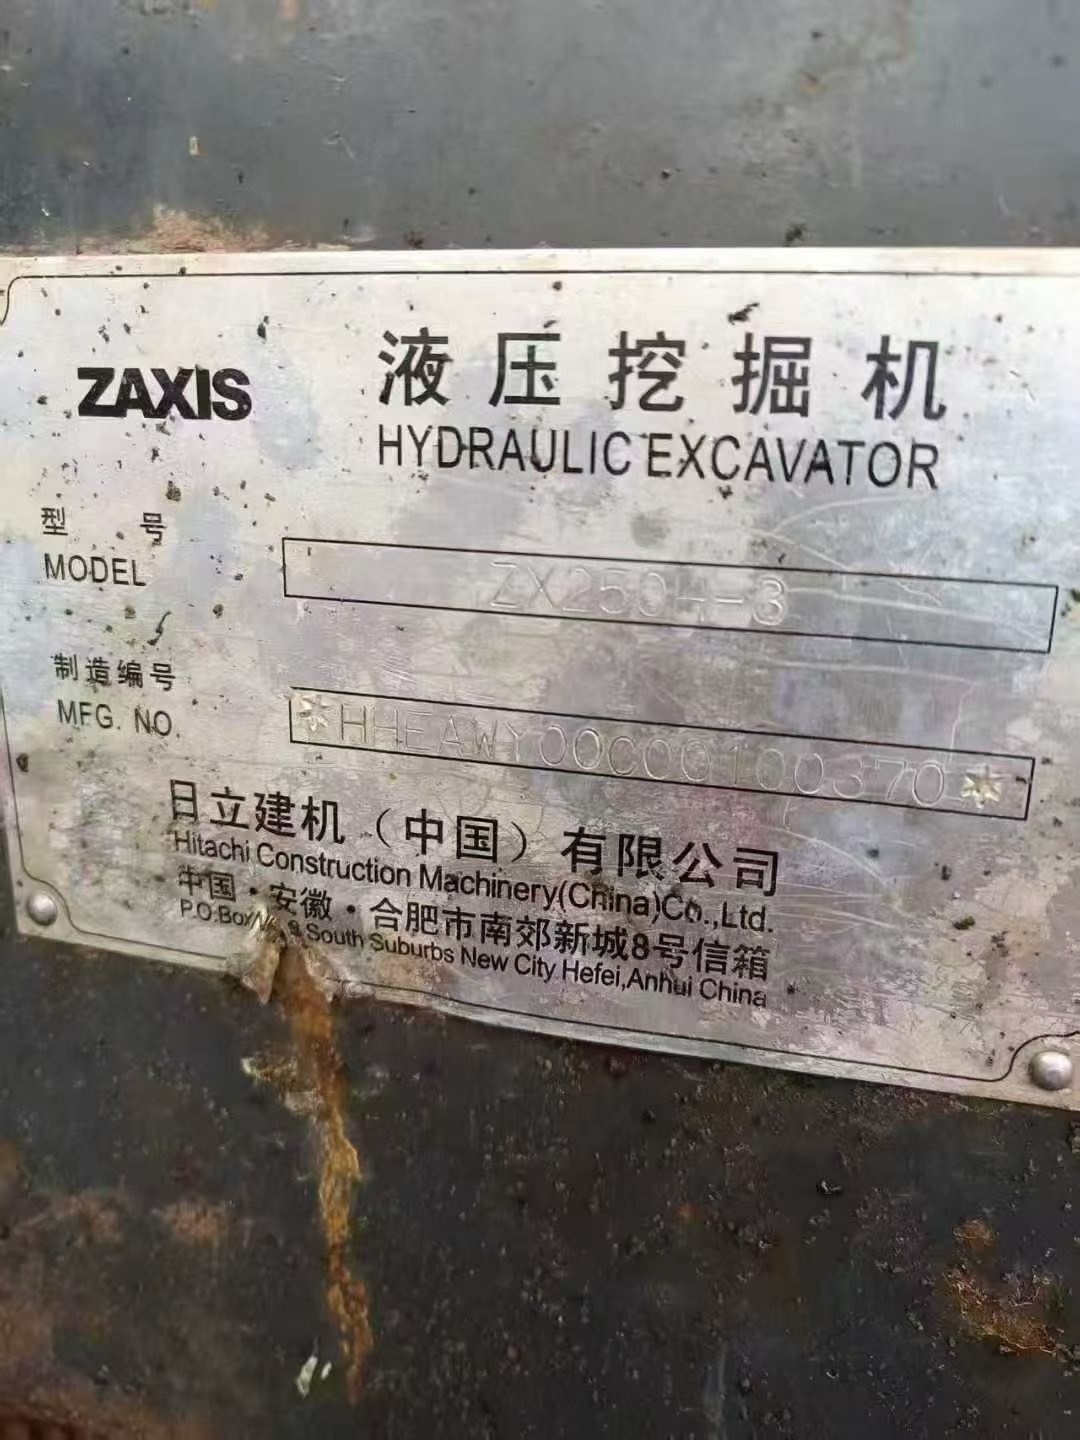 ZAXIS
液压挖掘机
HYDRAULIC EXCAVATOR
型 号
MODEL
ZX250H-3
制造编号
MFG. NO.
*HHEAWY00C00100370*
日立建机（中国）有限公司
Hitachi Construction Machinery(China)Co.,Ltd.
中国·安徽·合肥市南郊新城8号信箱
P.O.Box 8 South Suburbs New City Hefei,Anhui China